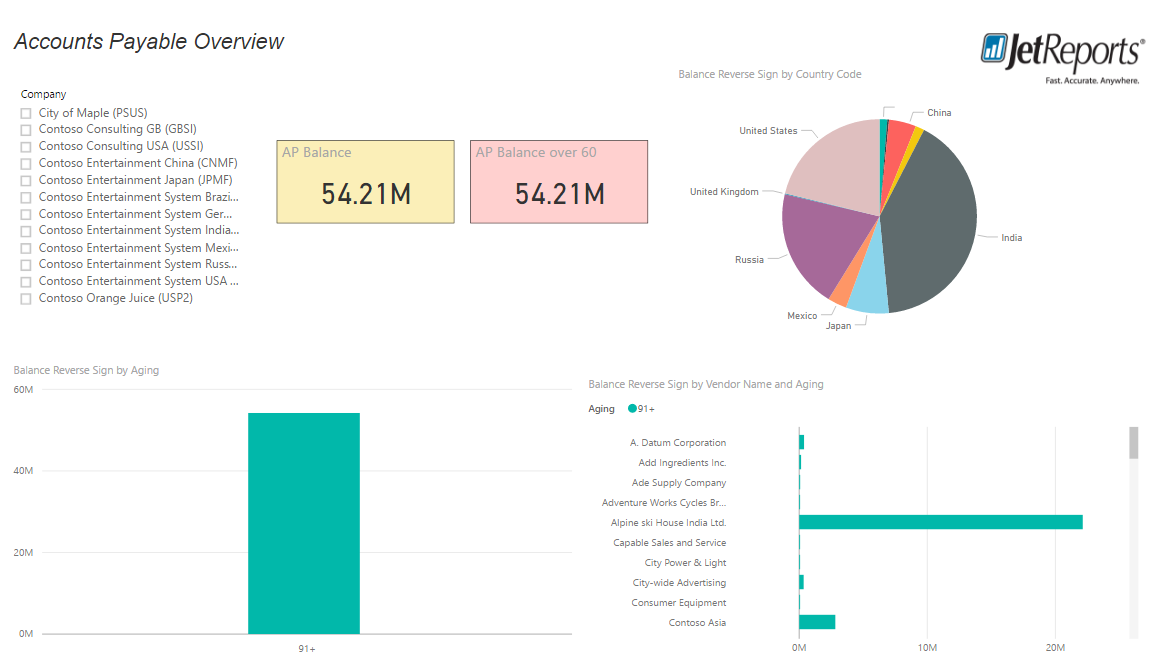 Accounts Payable Overview
JetReports®
Fast. Accurate. Anywhere.
Company
City of Maple (PSUS)
Contoso Consulting GB (GBSI)
Contoso Consulting USA (USSI)
Contoso Entertainment China (CNMF)
Contoso Entertainment Japan (JPMF)
Contoso Entertainment System Brazi...
Contoso Entertainment System Ger...
Contoso Entertainment System India...
Contoso Entertainment System Mexi...
Contoso Entertainment System Russ...
Contoso Entertainment System USA ...
Contoso Orange Juice (USP2)
AP Balance
54.21M
AP Balance over 60
54.21M
Balance Reverse Sign by Country Code
China
United States
United Kingdom
India
Russia
Mexico
Japan
Balance Reverse Sign by Aging
60M
40M
20M
0M
91+
Balance Reverse Sign by Vendor Name and Aging
Aging 91+
A. Datum Corporation
Add Ingredients Inc.
Ade Supply Company
Adventure Works Cycles Br...
Alpine ski House India Ltd.
Capable Sales and Service
City Power & Light
City-wide Advertising
Consumer Equipment
Contoso Asia
0M 10M 20M